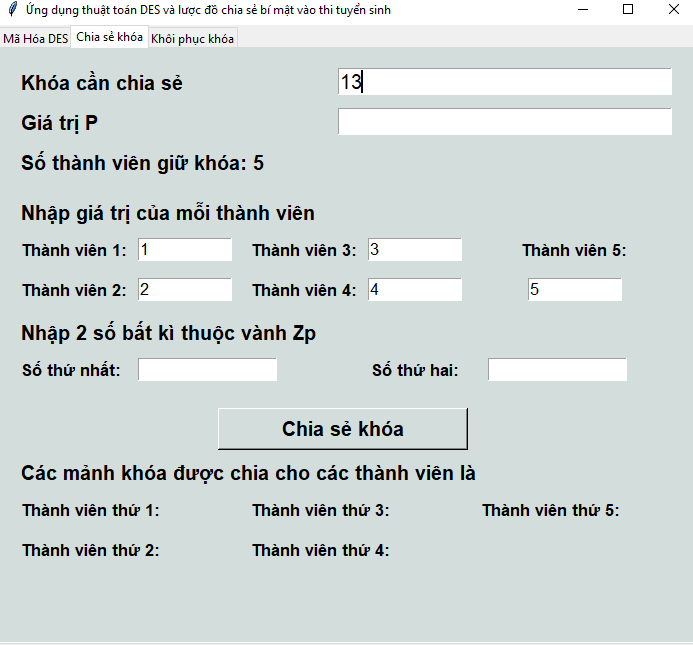 Ứng dụng thuật toán DES và lược đồ chia sẻ bí mật vào thi tuyển sinh
Mã Hóa DES Chia sẻ khóa Khôi phục khóa
Khóa cần chia sẻ 13
Giá trị P
Số thành viên giữ khóa: 5
Nhập giá trị của mỗi thành viên
Thành viên 1: 1 Thành viên 3: 3 Thành viên 5:
Thành viên 2: 2 Thành viên 4: 4 5
Nhập 2 số bất kì thuộc vành Zp
Số thứ nhất: Số thứ hai:
Chia sẻ khóa
Các mảnh khóa được chia cho các thành viên là
Thành viên thứ 1: Thành viên thứ 3: Thành viên thứ 5:
Thành viên thứ 2: Thành viên thứ 4: